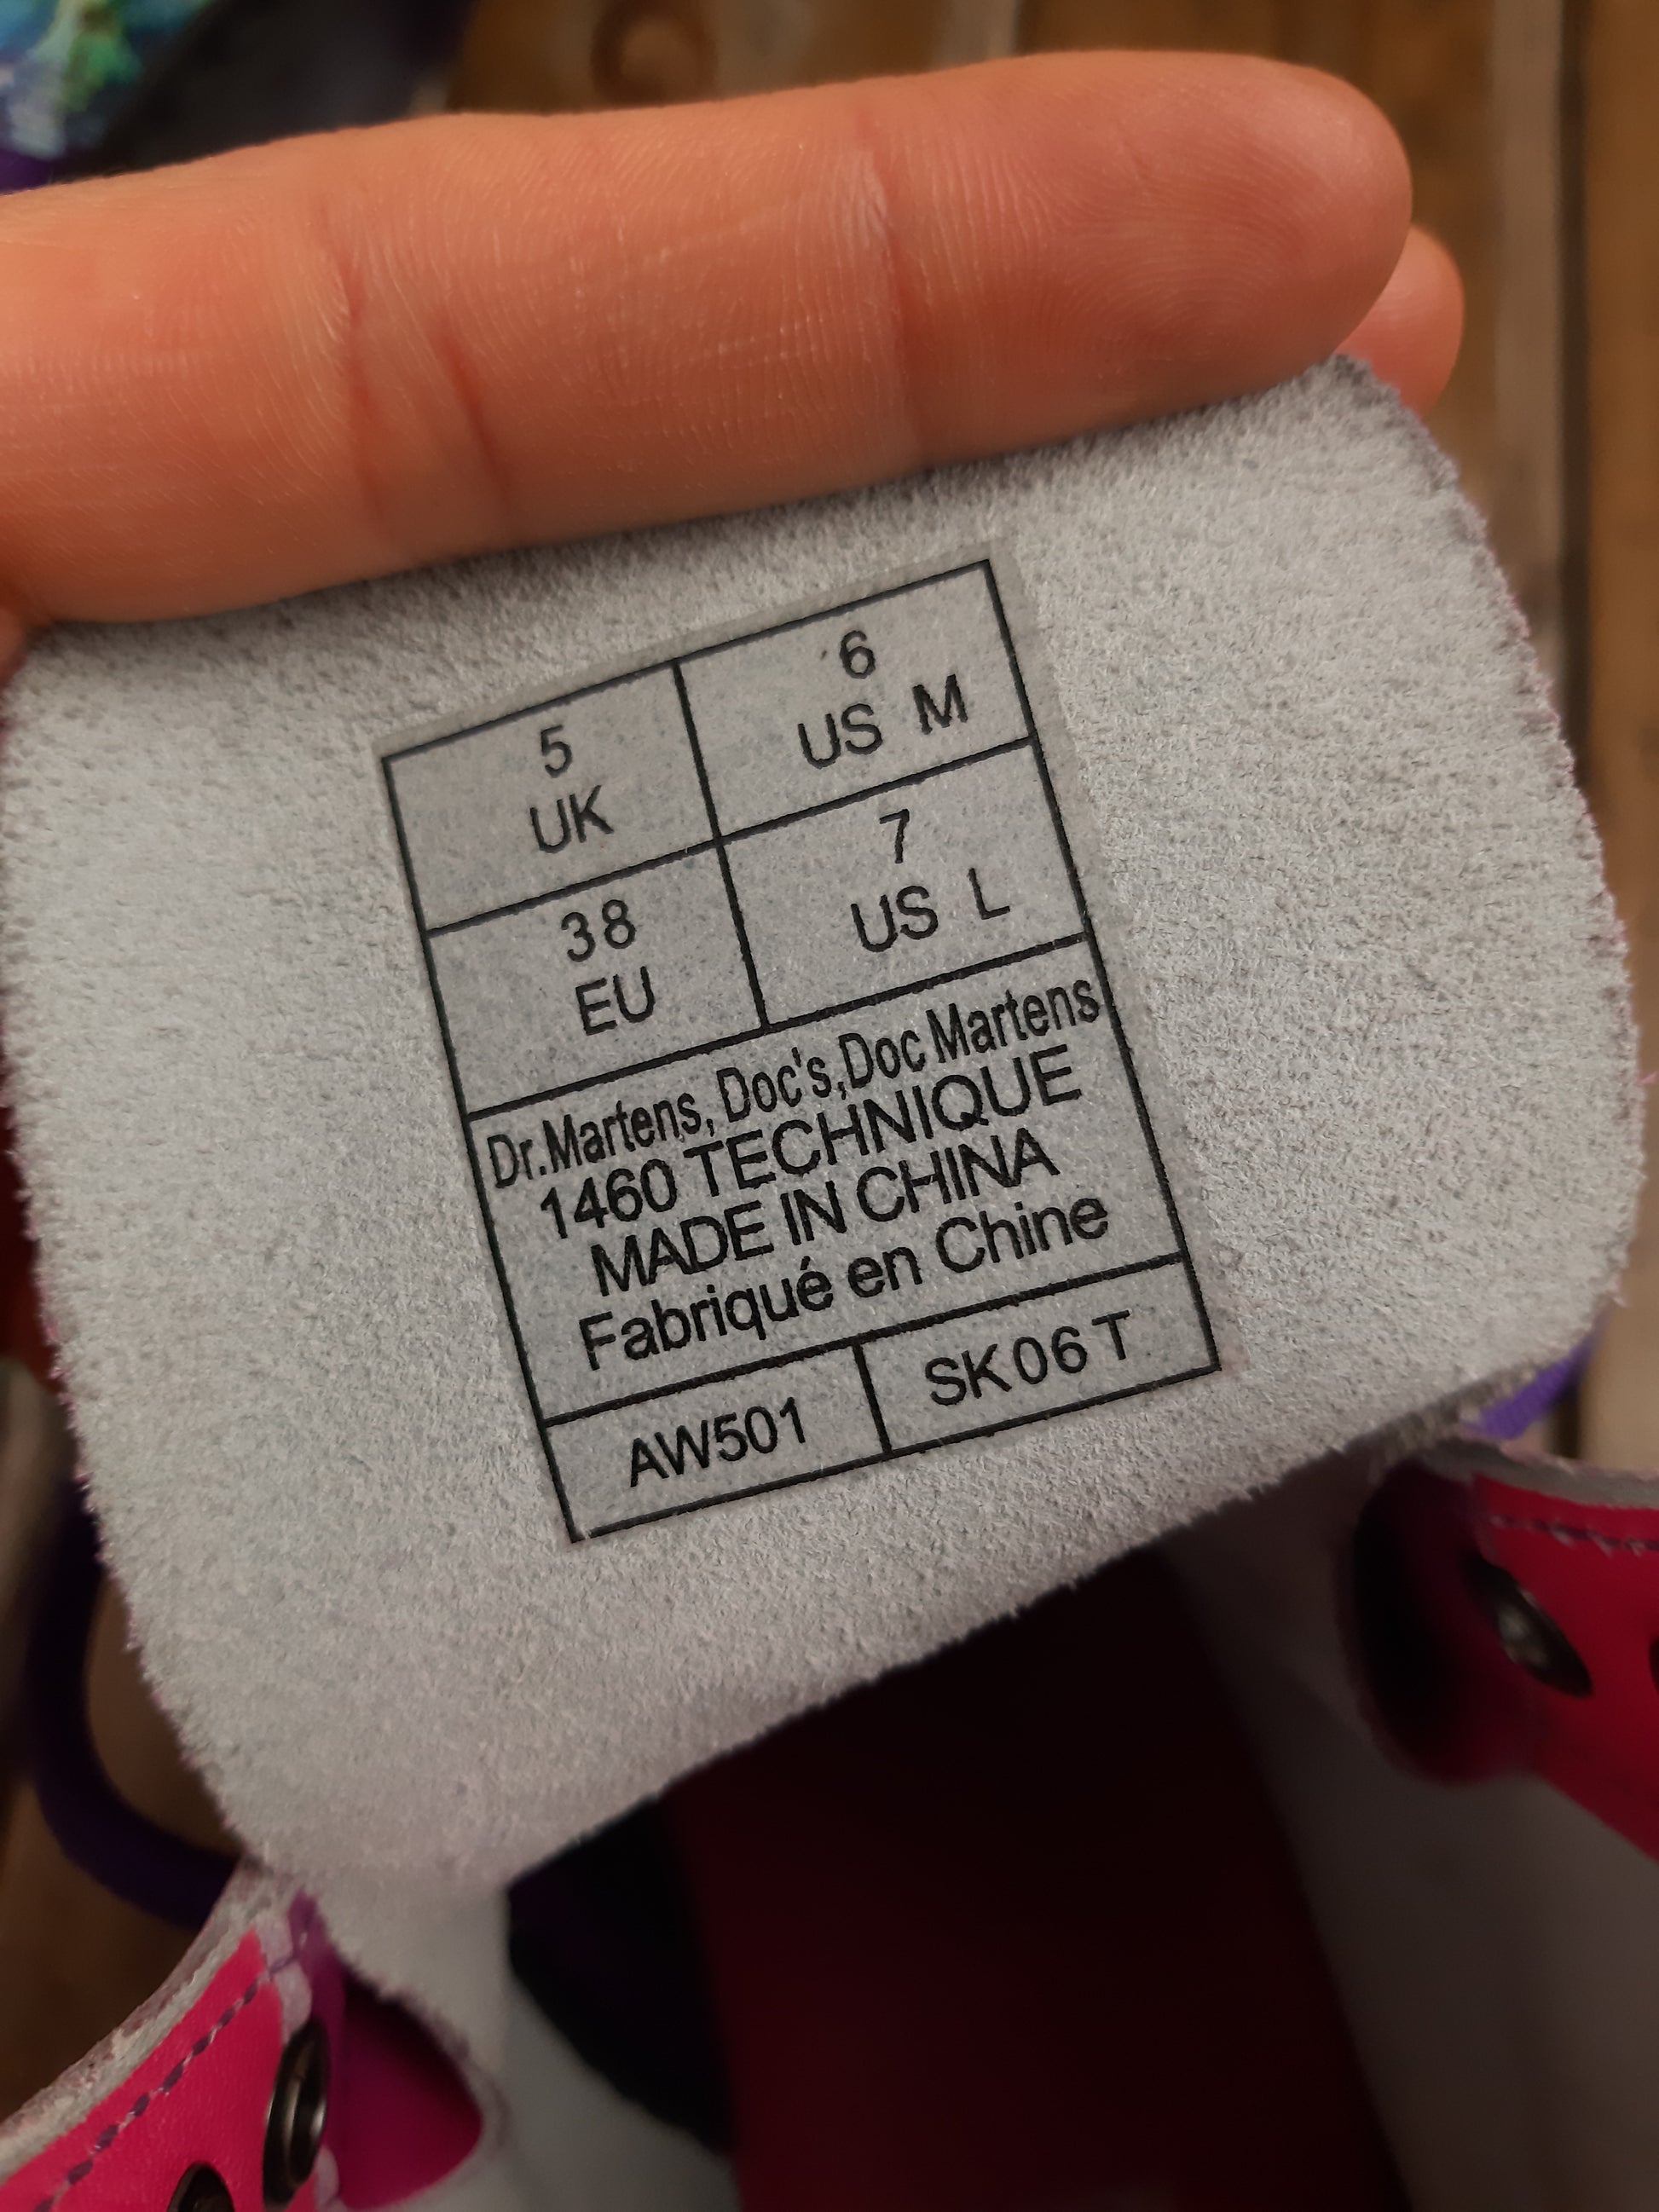 5
UK
6
US M
38
EU
7
US L
Dr.Martens, Doc's,Doc Martens
1460 TECHNIQUE
MADE IN CHINA
Fabriqué en Chine
AW501
SK06T